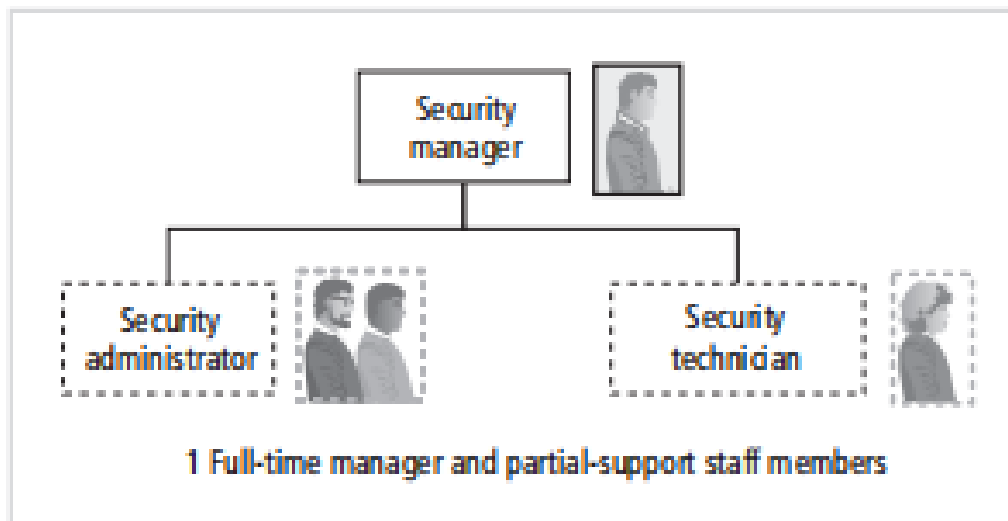 Security
manager
Security
administrator
Security
technician
1 Full-time manager and partial-support staff members